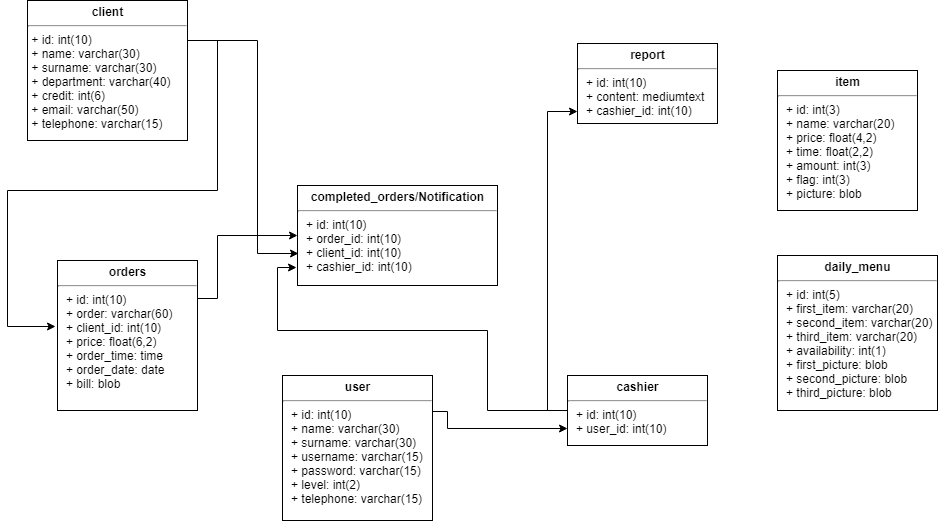 client
+ id: int(10)
+ name: varchar(30)
+ surname: varchar(30)
+ department: varchar(40)
+ credit: int(6)
+ email: varchar(50)
+ telephone: varchar(15)
report
+ id: int(10)
+ content: mediumtext
+ cashier_id: int(10)
item
+ id: int(3)
+ name: varchar(20)
+ price: float(4,2)
+ time: float(2,2)
+ amount: int(3)
+ flag: int(3)
+ picture: blob
completed_orders/Notification
+ id: int(10)
+ order_id: int(10)
+ client_id: int(10)
+ cashier_id: int(10)
orders
+ id: int(10)
+ order: varchar(60)
+ client_id: int(10)
+ price: float(6,2)
+ order_time: time
+ order_date: date
+ bill: blob
daily_menu
+ id: int(5)
+ first_item: varchar(20)
+ second_item: varchar(20)
+ third_item: varchar(20)
+ availability: int(1)
+ first_picture: blob
+ second_picture: blob
+ third_picture: blob
user
+ id: int(10)
+ name: varchar(30)
+ surname: varchar(30)
+ username: varchar(15)
+ password: varchar(15)
+ level: int(2)
+ telephone: varchar(15)
cashier
+ id: int(10)
+ user_id: int(10)